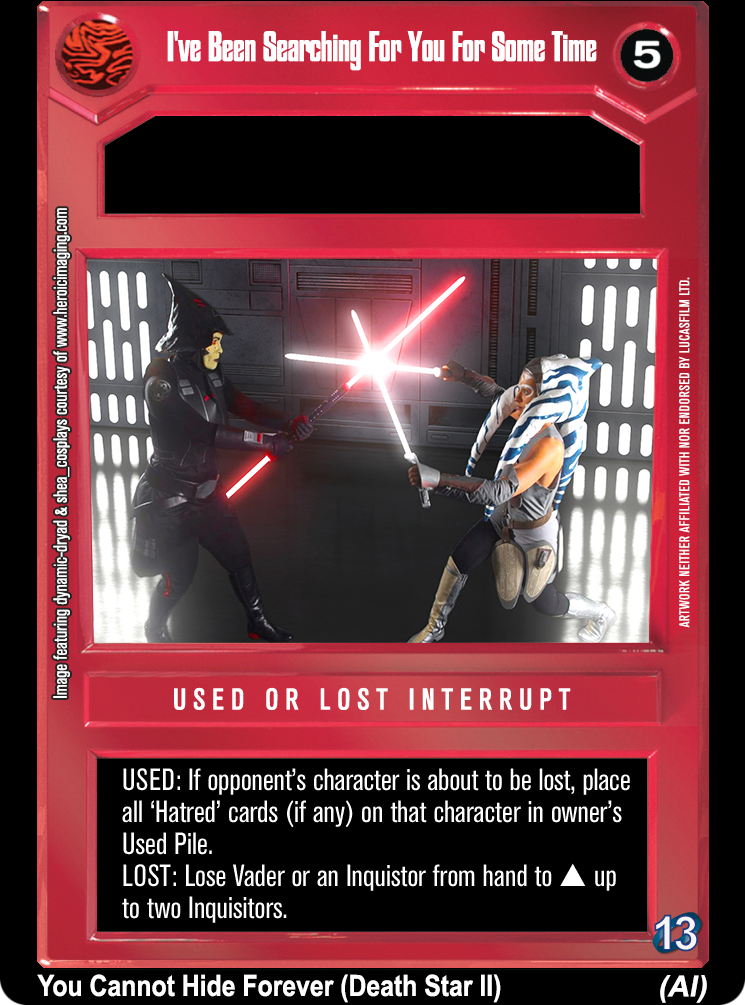 I've Been Searching For You For Some Time
5
Image featuring dynamic-dryad & shea_cosplays courtesy of www.heroicimaging.com
ARTWORK NEITHER AFFILIATED WITH NOR ENDORSED BY LUCASFILM LTD.
USED OR LOST INTERRUPT
USED: If opponent's character is about to be lost, place
all 'Hatred' cards (if any) on that character in owner's
Used Pile.
LOST: Lose Vader or an Inquistor from hand to ▲ up
to two Inquisitors.
13
You Cannot Hide Forever (Death Star II)
(AI)